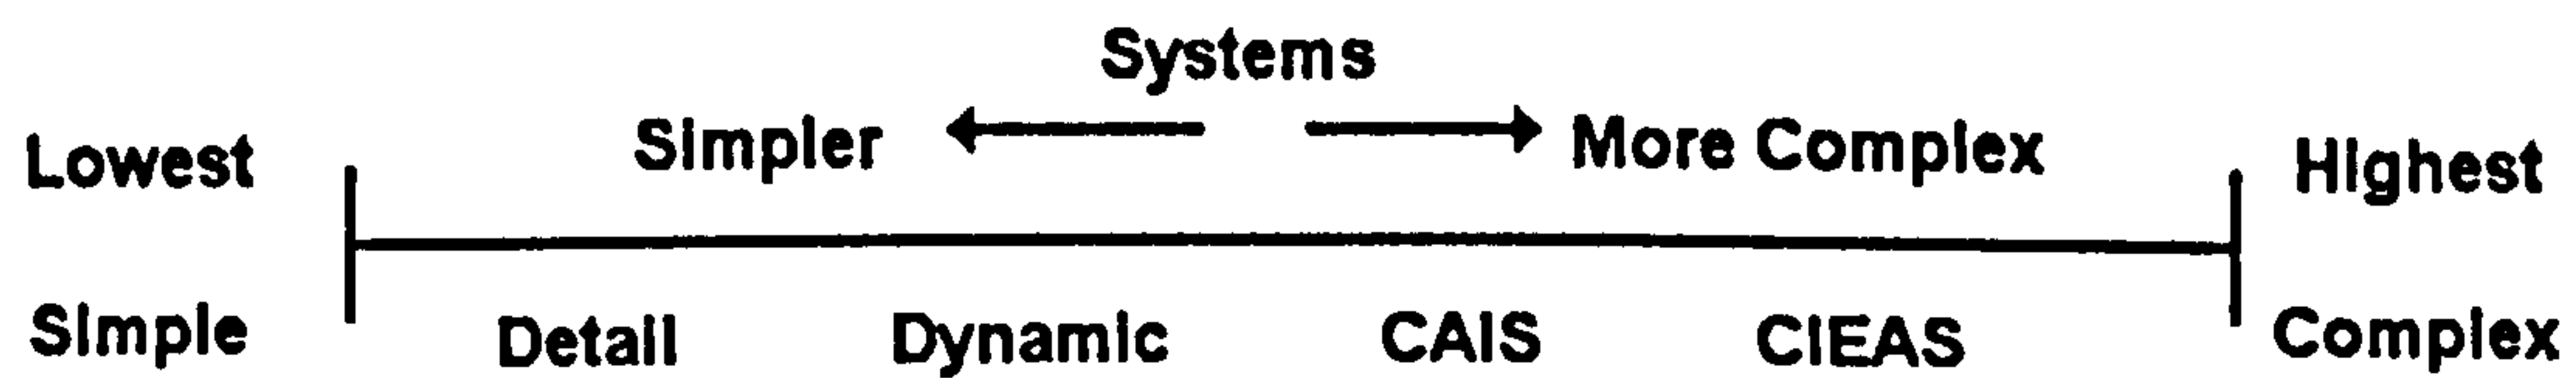 Systems
Simpler More Complex
Lowest Highest
Simple Detail Dynamic CAIS CIEAS Complex